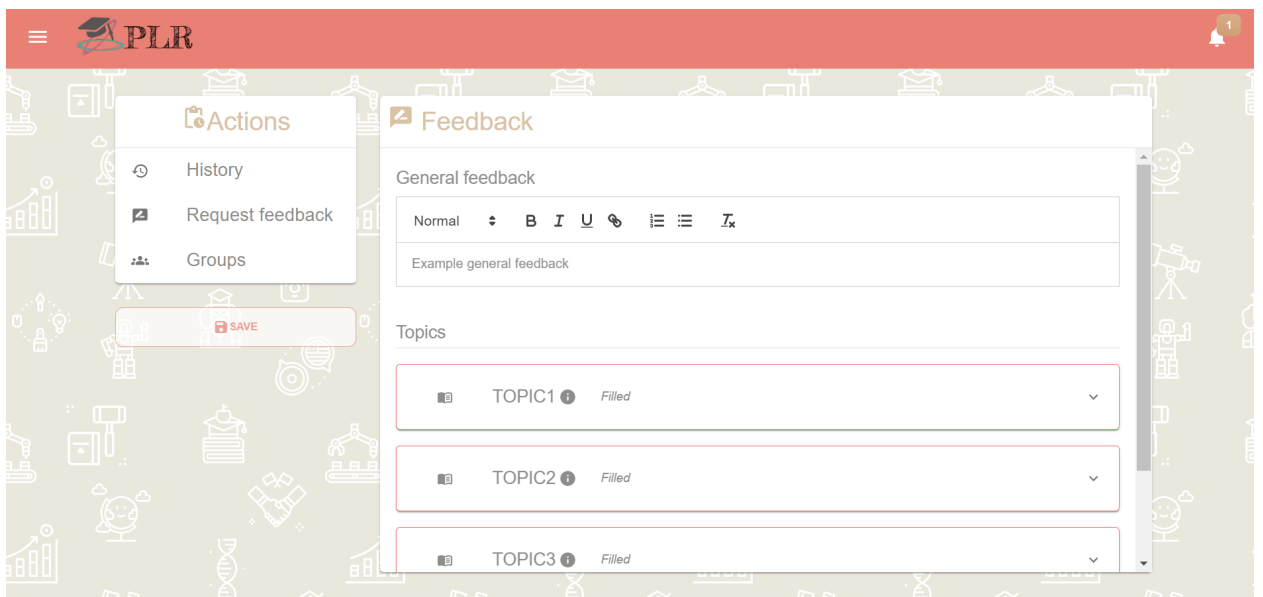 PLR
1
Actions
History
Request feedback
Groups
SAVE
Feedback
General feedback
Normal B I U
Example general feedback
Topics
TOPIC1 Filled
TOPIC2 Filled
TOPIC3 Filled